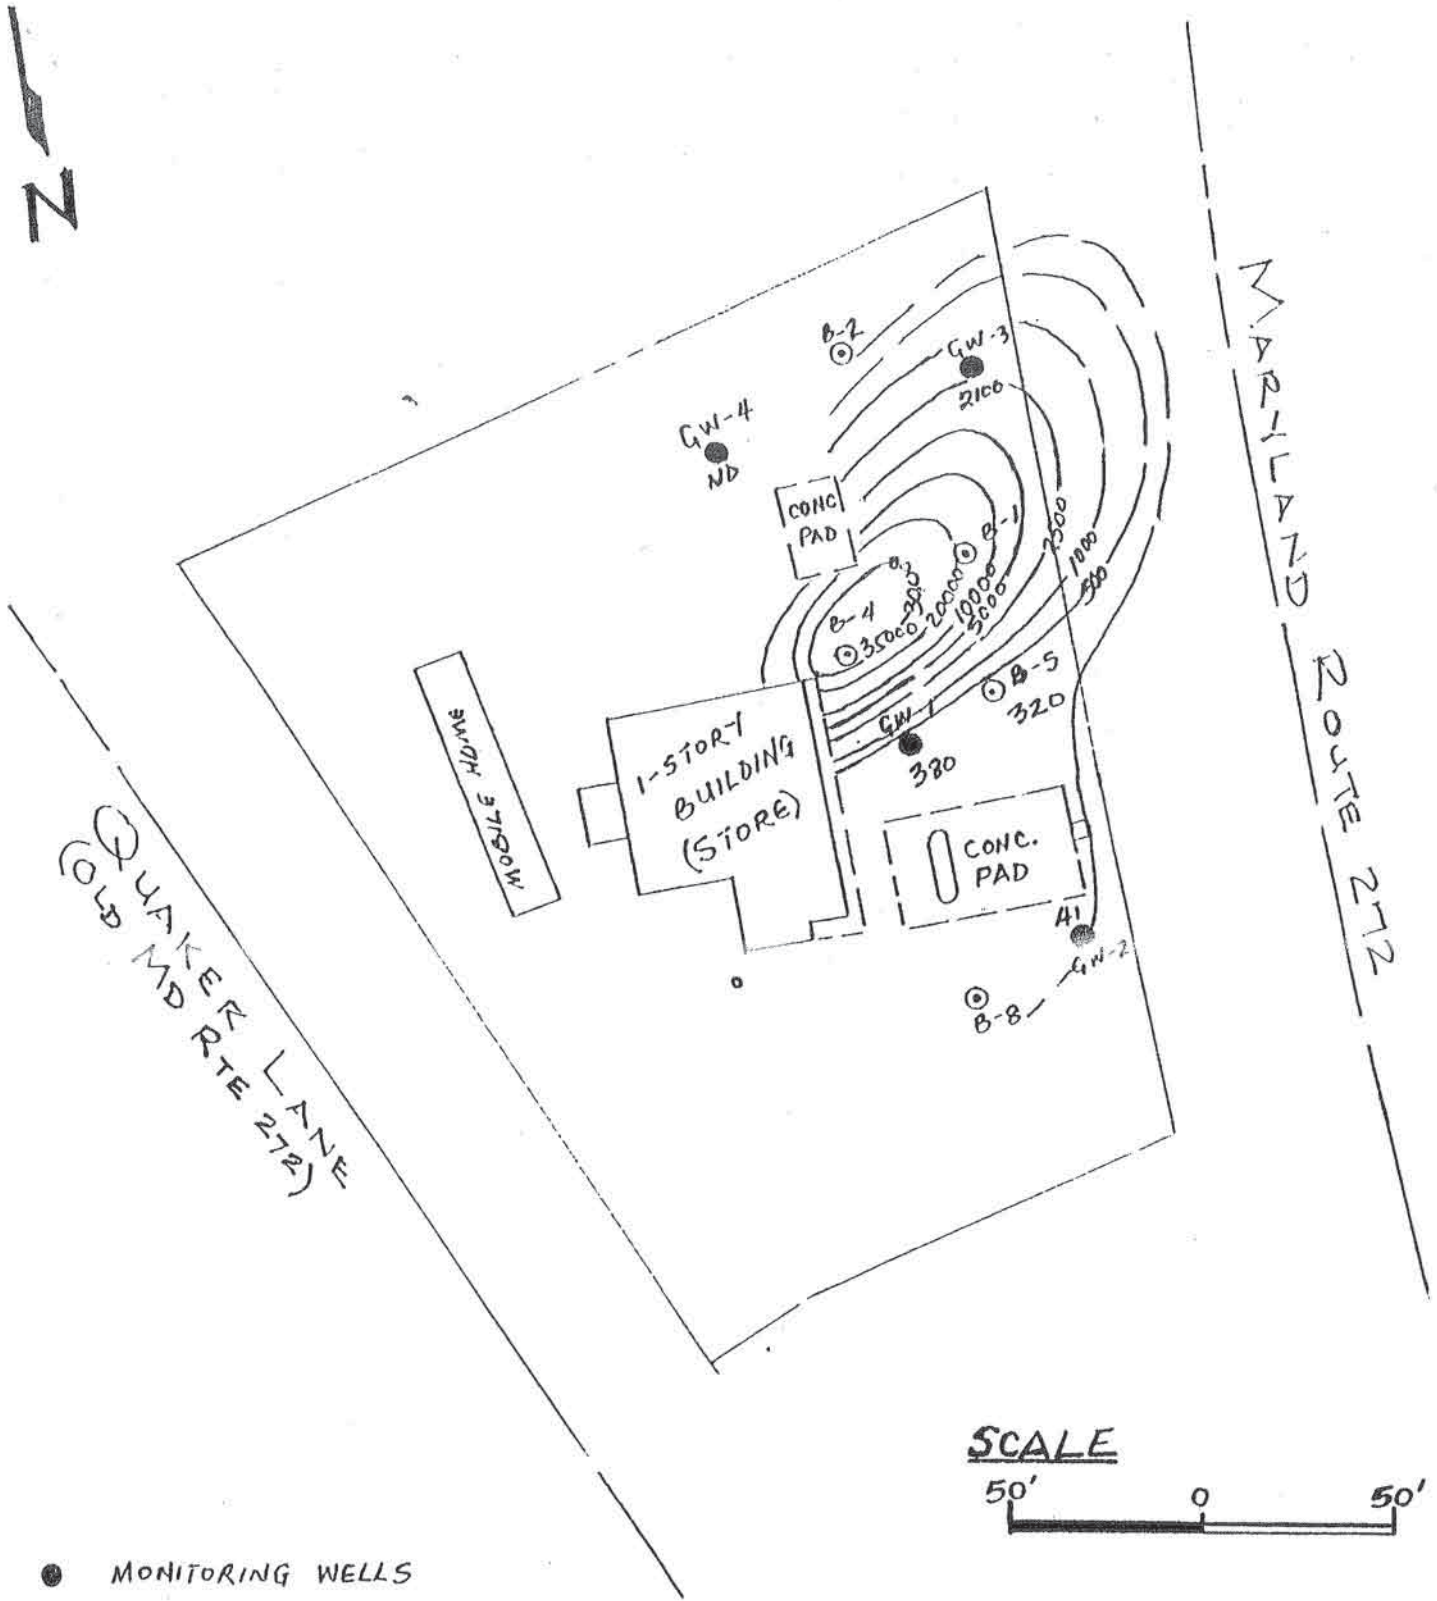 N
MARYLAND ROUTE 272
B-2
GW-3
2100
GW-4
ND
CONC
PAD
B-1
2500
1000
500
B-4
35000
20000
10000
5000
B-5
320
GW-1
380
1-STORY
BUILDING
(STORE)
MOBILE HOME
CONC.
PAD
41
GW-2
B-8
QUAKER LANE
(OLD MD RTE 272)
SCALE
50' 0 50'
MONITORING WELLS